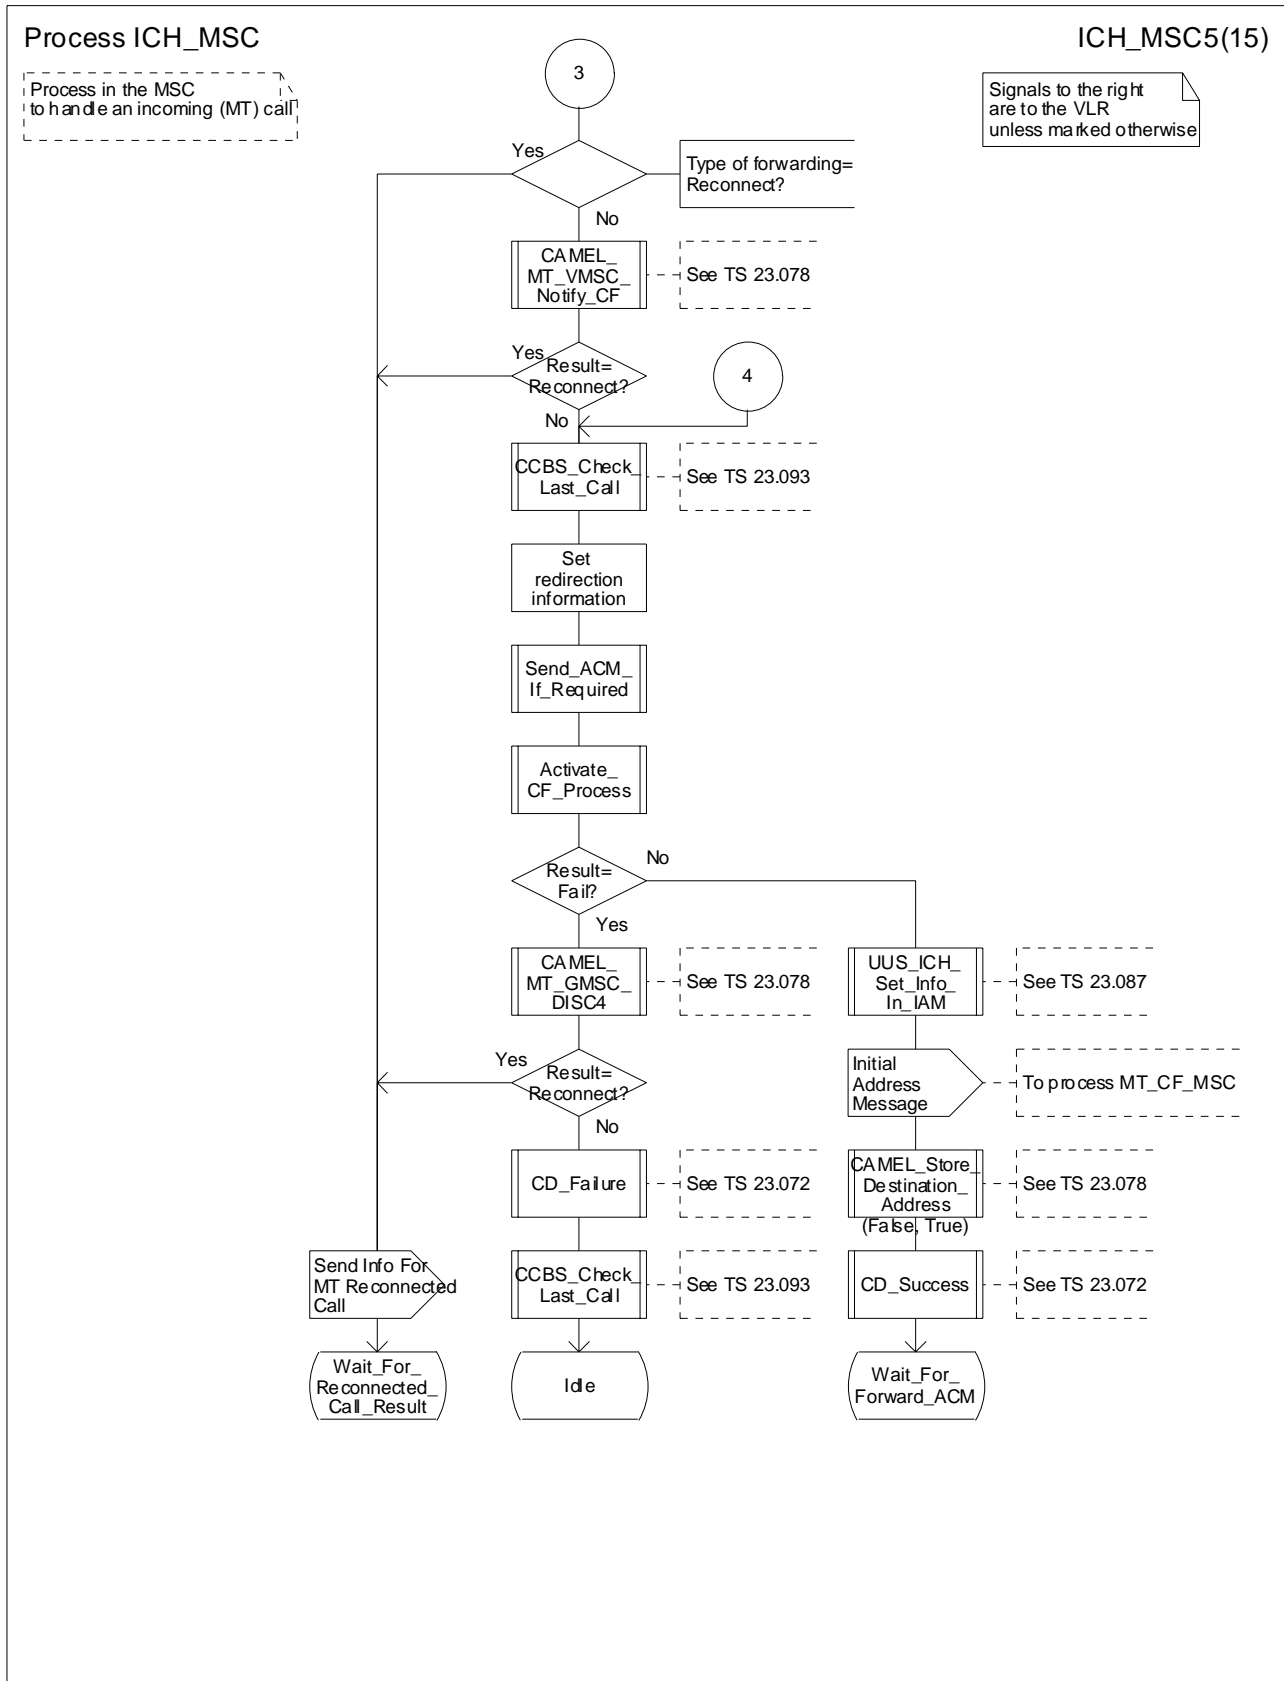 Process ICH_MSC
ICH_MSC5(15)
Process in the MSC
to handle an incoming (MT) call
3
Signals to the right
are to the VLR
unless marked otherwise
Yes
Type of forwarding=
Reconnect?
No
CAMEL_
MT_VMSC_
Notify_CF
See TS 23.078
Yes
Result=
Reconnect?
4
No
CCBS_Check_
Last_Call
See TS 23.093
Set
redirection
information
Send_ACM_
If_Required
Activate_
CF_Process
Result=
Fail?
No
Yes
CAMEL_
MT_GMSC_
DISC4
See TS 23.078
UUS_ICH_
Set_Info_
In_IAM
See TS 23.087
Yes
Result=
Reconnect?
Initial
Address
Message
To process MT_CF_MSC
No
CD_Failure
See TS 23.072
CAMEL_Store_
Destination_
Address
(False, True)
See TS 23.078
Send Info For
MT Reconnected
Call
CCBS_Check_
Last_Call
See TS 23.093
CD_Success
See TS 23.072
Wait_For_
Reconnected_
Call_Result
Idle
Wait_For_
Forward_ACM